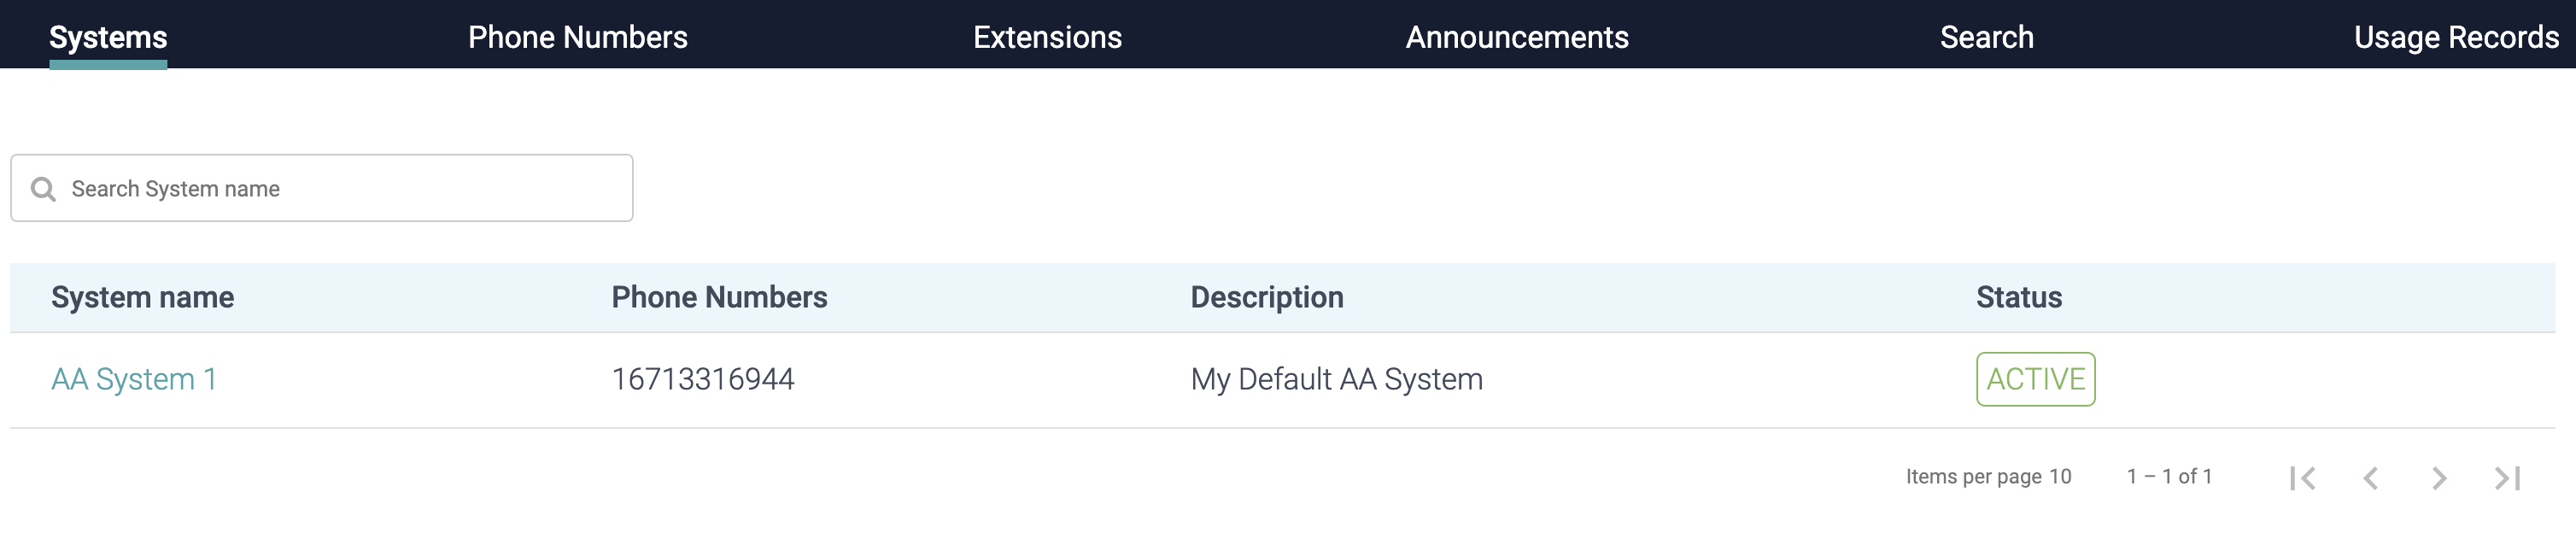 Systems Phone Numbers Extensions Announcements Search Usage Records
Search System name
System name Phone Numbers Description Status
AA System 1 16713316944 My Default AA System ACTIVE
Items per page 10 1 – 1 of 1